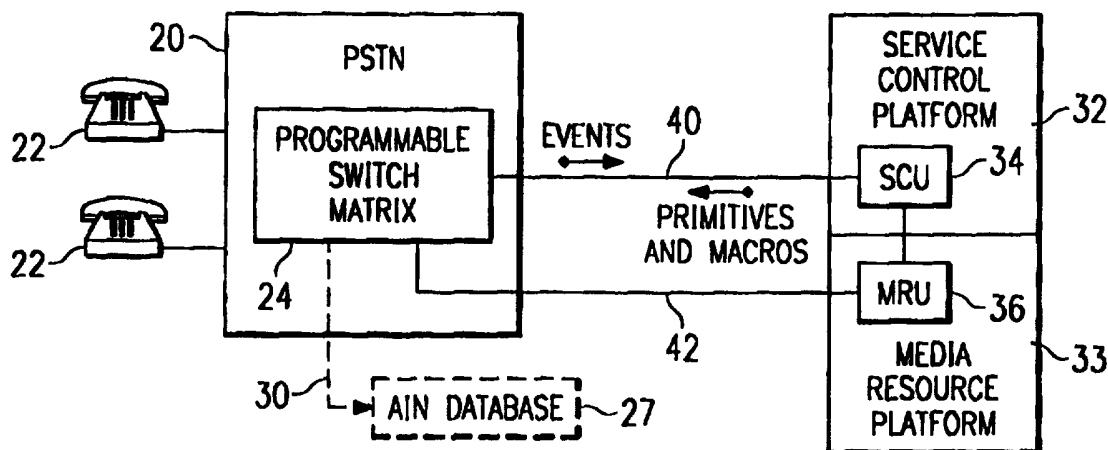 20
PSTN
22
22
PROGRAMMABLE
SWITCH
MATRIX
24
EVENTS
40
PRIMITIVES
AND MACROS
42
30
AIN DATABASE
27
SERVICE
CONTROL
PLATFORM
32
SCU
34
MRU
36
33
MEDIA
RESOURCE
PLATFORM